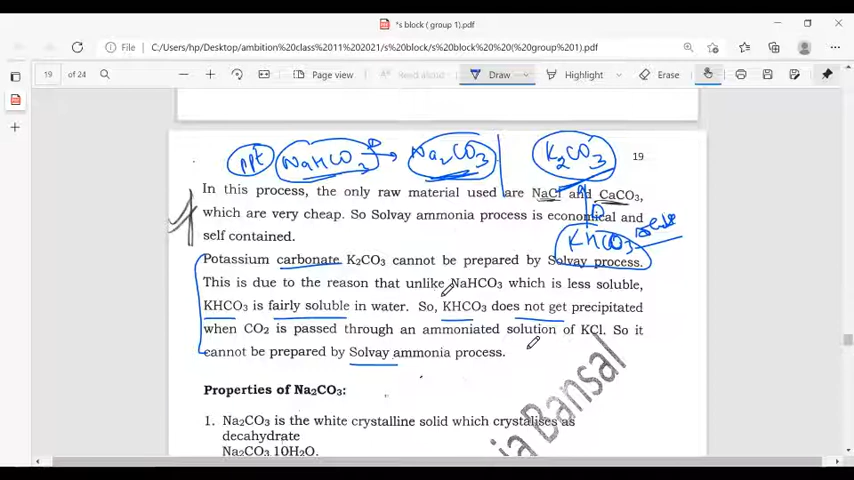 *s block ( group 1).pdf
File
C:/Users/hp/Desktop/ambition%20class%2011%202021/s%20block/s%20block%20%20(%20group%201).pdf
19 of 24
Page view
Read aloud
Draw
Highlight
Erase
ppt NaHCO3 Δ → Na2CO3 K2CO3
19
In this process, the only raw material used are NaCl and CaCO3,
which are very cheap. So Solvay ammonia process is economical and
self contained.
KHCO3
Potassium carbonate K2CO3 cannot be prepared by Solvay process.
This is due to the reason that unlike NaHCO3 which is less soluble,
KHCO3 is fairly soluble in water. So, KHCO3 does not get precipitated
when CO2 is passed through an ammoniated solution of KCl. So it
cannot be prepared by Solvay ammonia process.
Properties of Na2CO3:
1. Na2CO3 is the white crystalline solid which crystalises as
decahydrate
Na2CO3.10H2O.
Bansal